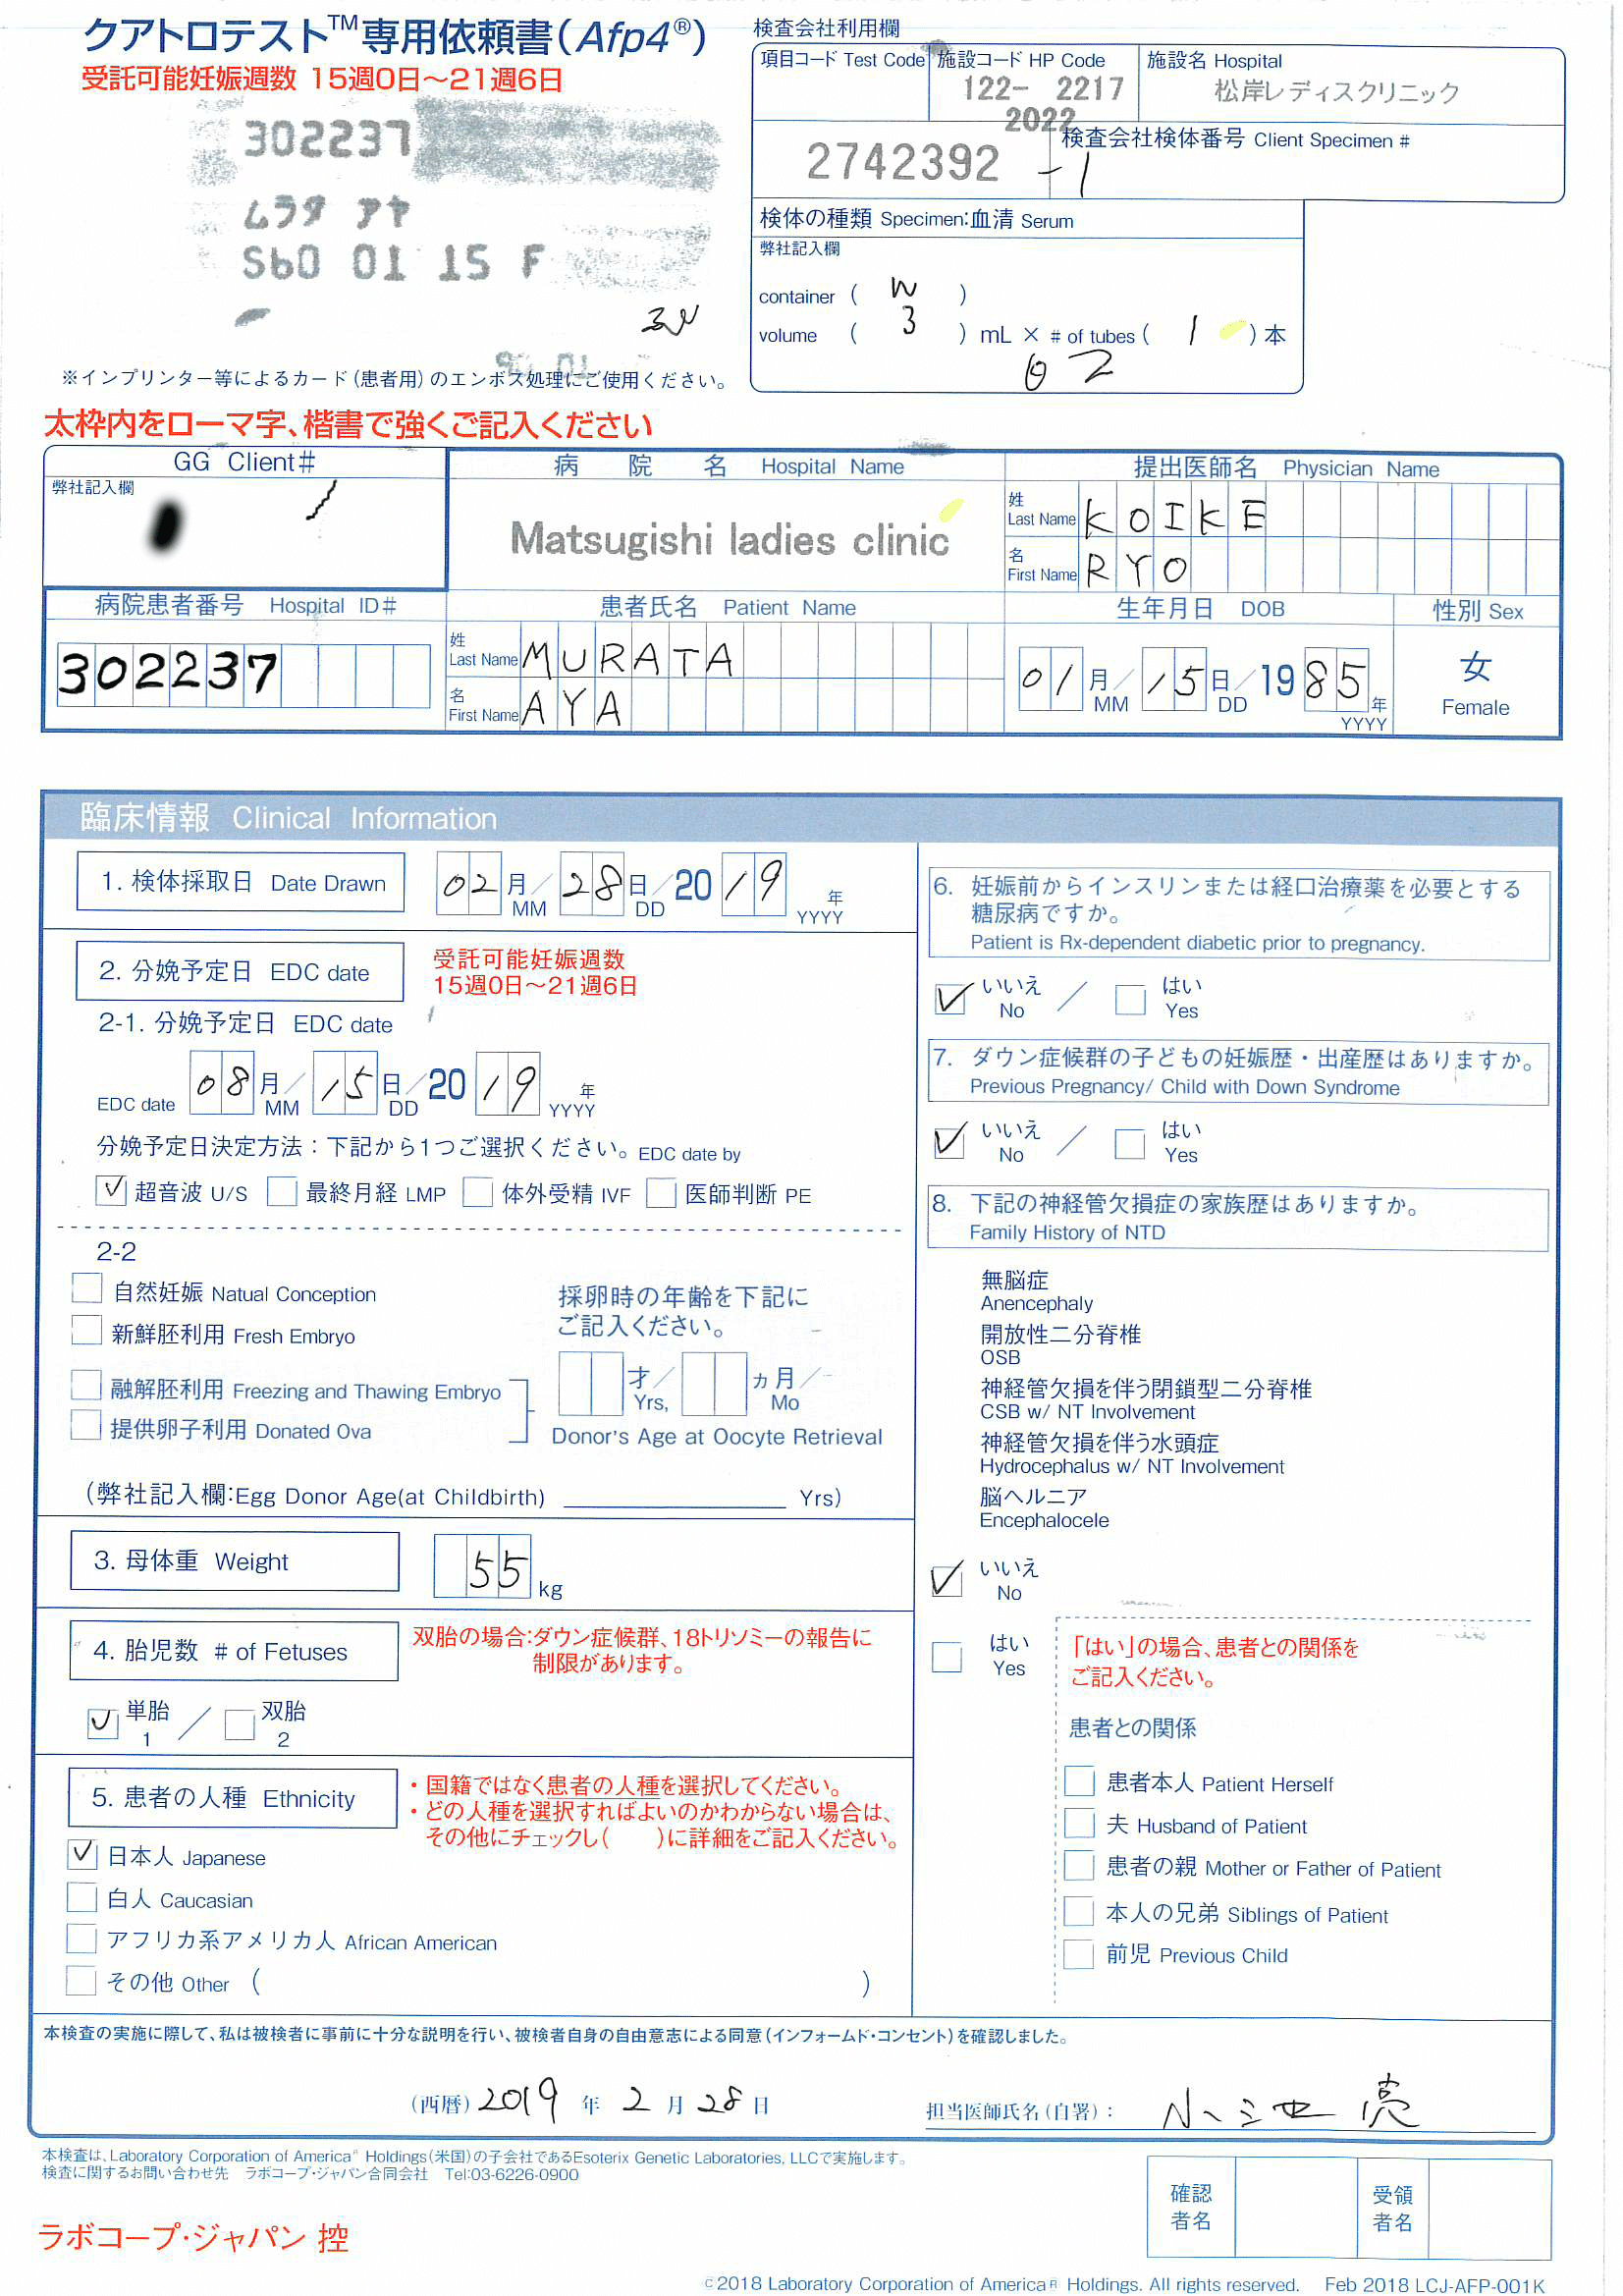 クアトロテスト™専用依頼書(Afp4®)
受託可能妊娠週数 15週0日〜21週6日
302237
ムラタ アヤ
S60 01 15 F
※インプリンター等によるカード(患者用)のエンボス処理にご使用ください。
検査会社利用欄
項目コード Test Code
施設コード HP Code
122- 2217
2022
施設名 Hospital
松岸レディスクリニック
2742392 -1
検査会社検体番号 Client Specimen #
検体の種類 Specimen:血清 Serum
弊社記入欄
container ( W )
volume ( 3 ) mL × # of tubes ( 1 ) 本
太枠内をローマ字、楷書で強くご記入ください
GG Client#
弊社記入欄
病院名 Hospital Name
Matsugishi ladies clinic
提出医師名 Physician Name
姓 Last Name KOIKE
名 First Name RYO
病院患者番号 Hospital ID#
302237
患者氏名 Patient Name
姓 Last Name MURATA
名 First Name AYA
生年月日 DOB
01 月 MM / 15 日 DD / 1985 年 YYYY
性別 Sex
女 Female
臨床情報 Clinical Information
1. 検体採取日 Date Drawn
02 月 MM / 28 日 DD / 2019 年 YYYY
2. 分娩予定日 EDC date
受託可能妊娠週数
15週0日〜21週6日
2-1. 分娩予定日 EDC date
EDC date 08 月 MM / 15 日 DD / 2019 年 YYYY
分娩予定日決定方法：下記から1つご選択ください。EDC date by
超音波 U/S 最終月経 LMP 体外受精 IVF 医師判断 PE
2-2
自然妊娠 Natual Conception
新鮮胚利用 Fresh Embryo
融解胚利用 Freezing and Thawing Embryo
提供卵子利用 Donated Ova
採卵時の年齢を下記に
ご記入ください。
才 Yrs, / ヵ月 Mo /
Donor's Age at Oocyte Retrieval
(弊社記入欄:Egg Donor Age(at Childbirth) Yrs)
3. 母体重 Weight
55 kg
4. 胎児数 # of Fetuses
双胎の場合:ダウン症候群、18トリソミーの報告に
制限があります。
単胎 1 / 双胎 2
5. 患者の人種 Ethnicity
・国籍ではなく患者の人種を選択してください。
・どの人種を選択すればよいのかわからない場合は、
その他にチェックし( )に詳細をご記入ください。
日本人 Japanese
白人 Caucasian
アフリカ系アメリカ人 African American
その他 Other ( )
6. 妊娠前からインスリンまたは経口治療薬を必要とする
糖尿病ですか。
Patient is Rx-dependent diabetic prior to pregnancy.
いいえ No / はい Yes
7. ダウン症候群の子どもの妊娠歴・出産歴はありますか。
Previous Pregnancy/ Child with Down Syndrome
いいえ No / はい Yes
8. 下記の神経管欠損症の家族歴はありますか。
Family History of NTD
無脳症
Anencephaly
開放性二分脊椎
OSB
神経管欠損を伴う閉鎖型二分脊椎
CSB w/ NT Involvement
神経管欠損を伴う水頭症
Hydrocephalus w/ NT Involvement
脳ヘルニア
Encephalocele
いいえ No
はい Yes
「はい」の場合、患者との関係を
ご記入ください。
患者との関係
患者本人 Patient Herself
夫 Husband of Patient
患者の親 Mother or Father of Patient
本人の兄弟 Siblings of Patient
前児 Previous Child
本検査の実施に際して、私は被検者に事前に十分な説明を行い、被検者自身の自由意志による同意(インフォームド・コンセント)を確認しました。
(西暦) 2019 年 2 月 28 日
担当医師氏名(自署)： 小池 亮
本検査は、Laboratory Corporation of America® Holdings(米国)の子会社であるEsoterix Genetic Laboratories, LLCで実施します。
検査に関するお問い合わせ先 ラボコープ・ジャパン合同会社 Tel:03-6226-0900
確認者名
受領者名
ラボコープ・ジャパン 控
©2018 Laboratory Corporation of America® Holdings. All rights reserved. Feb 2018 LCJ-AFP-001K